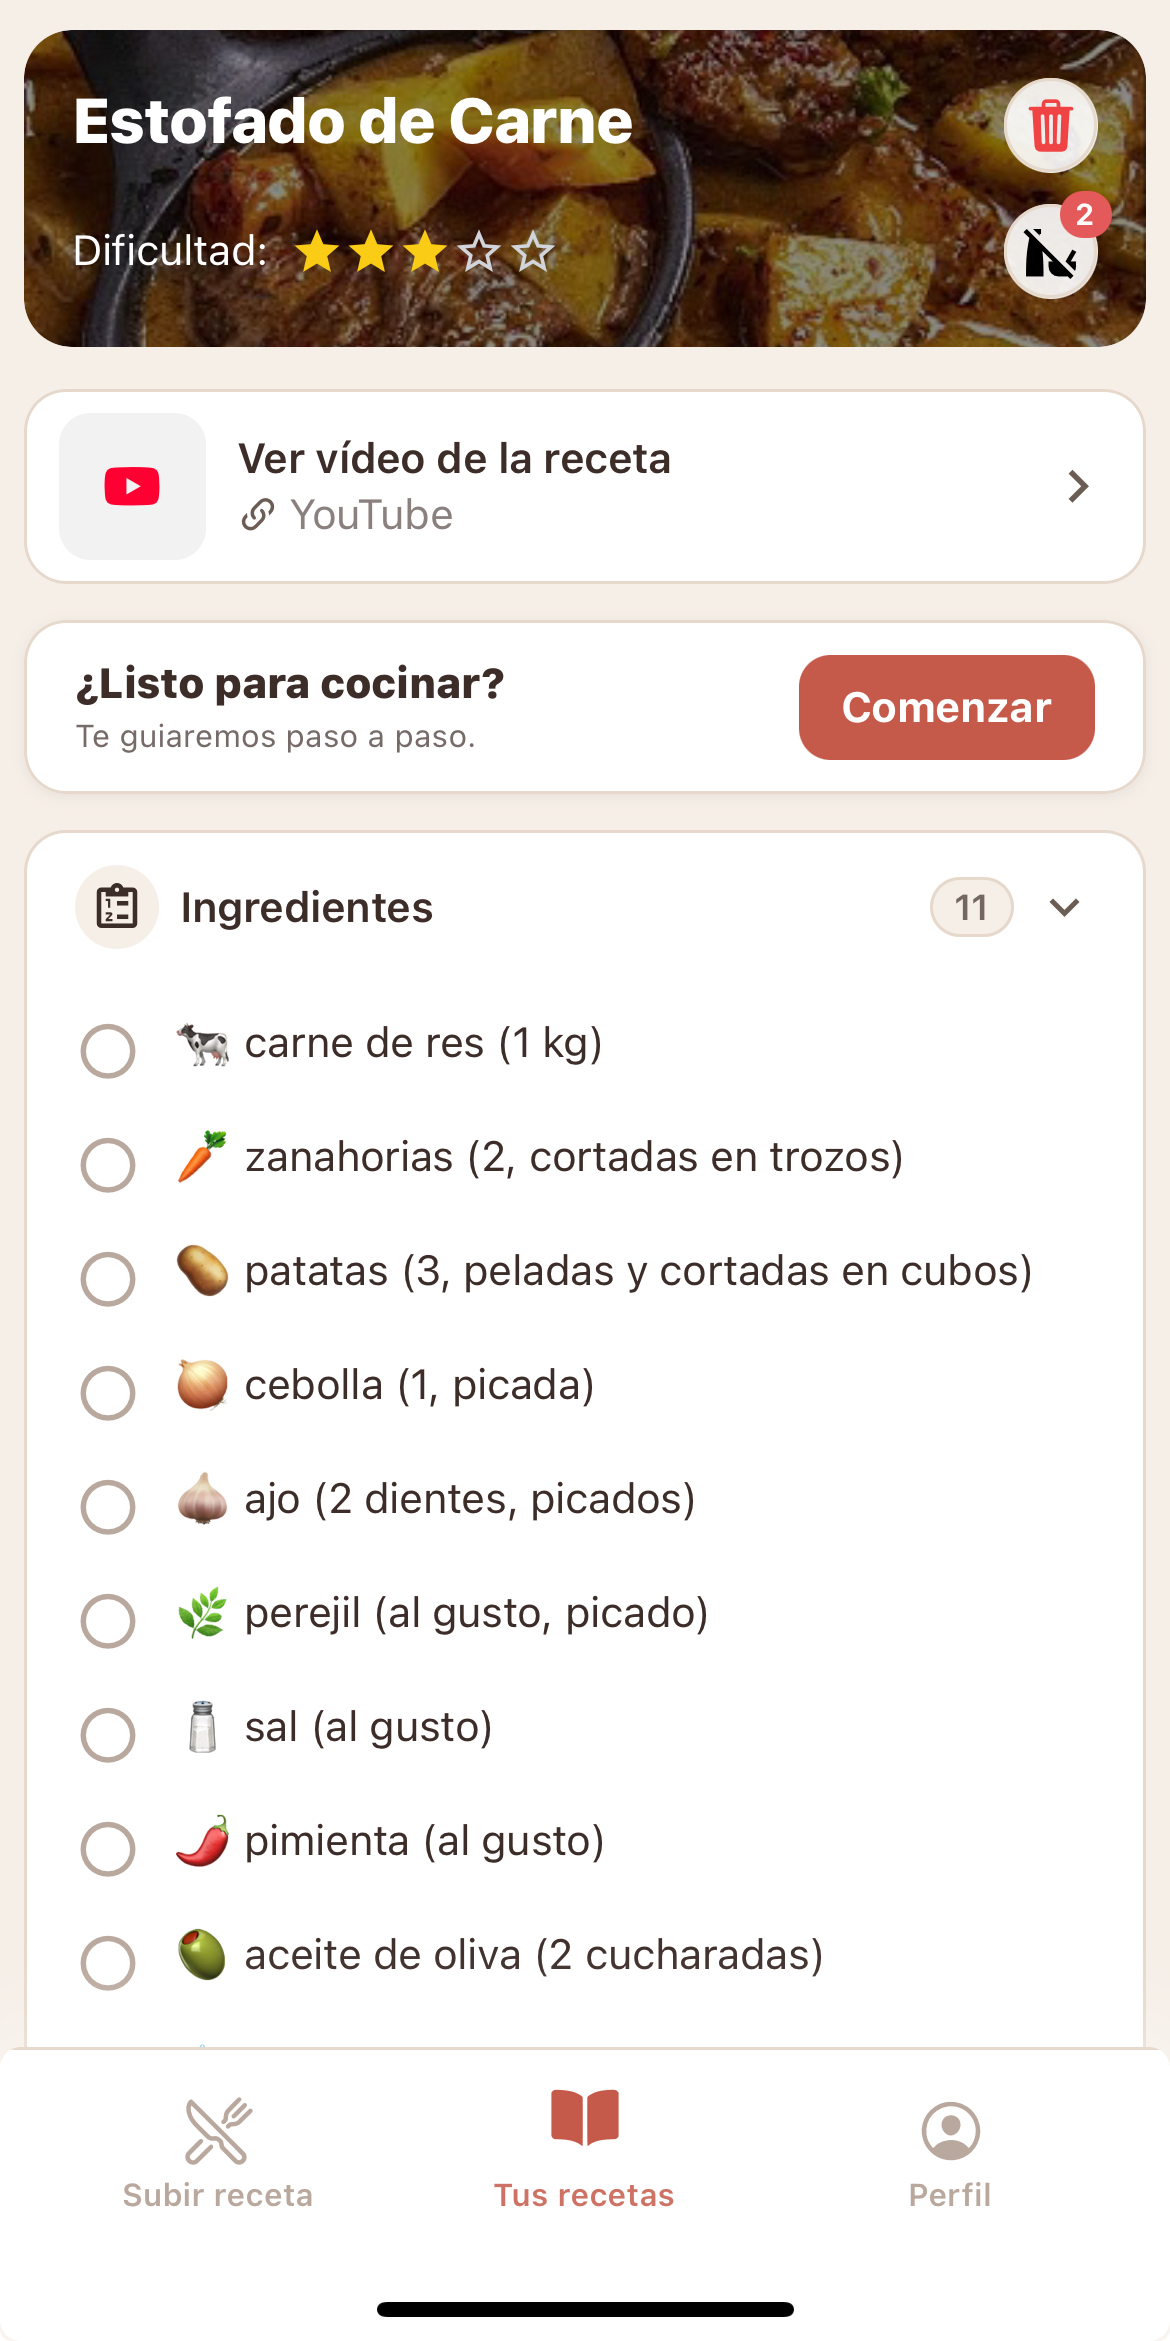 Estofado de Carne
2
Dificultad:
Ver vídeo de la receta
YouTube
¿Listo para cocinar?
Te guiaremos paso a paso.
Comenzar
Ingredientes
11
carne de res (1 kg)
zanahorias (2, cortadas en trozos)
patatas (3, peladas y cortadas en cubos)
cebolla (1, picada)
ajo (2 dientes, picados)
perejil (al gusto, picado)
sal (al gusto)
pimienta (al gusto)
aceite de oliva (2 cucharadas)
Subir receta
Tus recetas
Perfil